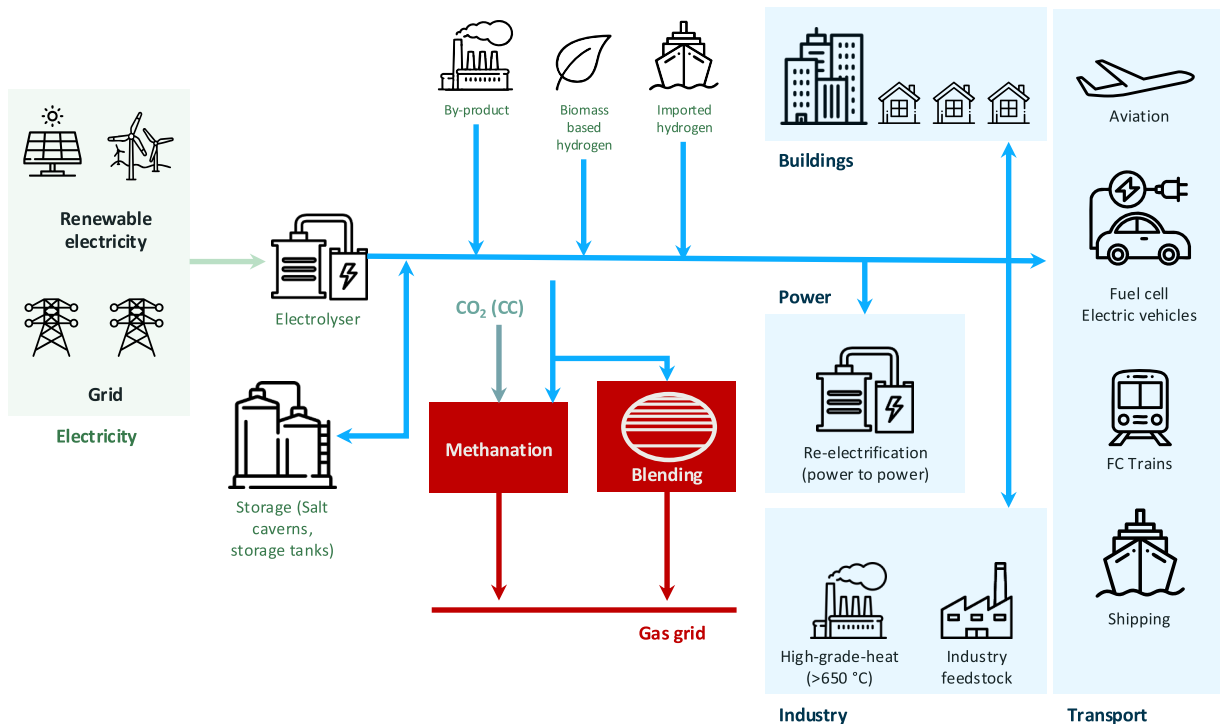 Renewable
electricity
Grid
Electricity
Electrolyser
Storage (Salt
caverns,
storage tanks)
By-product
Biomass
based
hydrogen
Imported
hydrogen
CO₂ (CC)
Methanation
Blending
Gas grid
Buildings
Power
Re-electrification
(power to power)
High-grade-heat
(>650 °C)
Industry
feedstock
Industry
Aviation
Fuel cell
Electric vehicles
FC Trains
Shipping
Transport